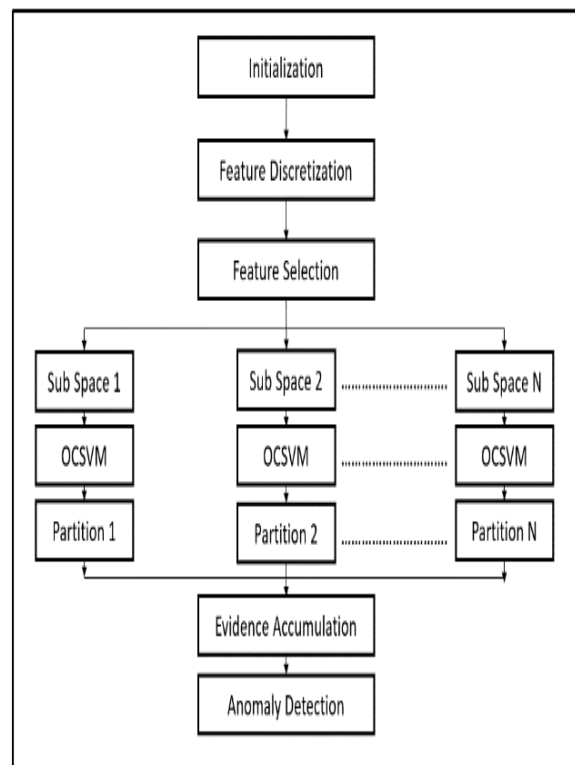 Initialization
Feature Discretization
Feature Selection
Sub Space 1
Sub Space 2
Sub Space N
OCSVM
OCSVM
OCSVM
Partition 1
Partition 2
Partition N
Evidence Accumulation
Anomaly Detection